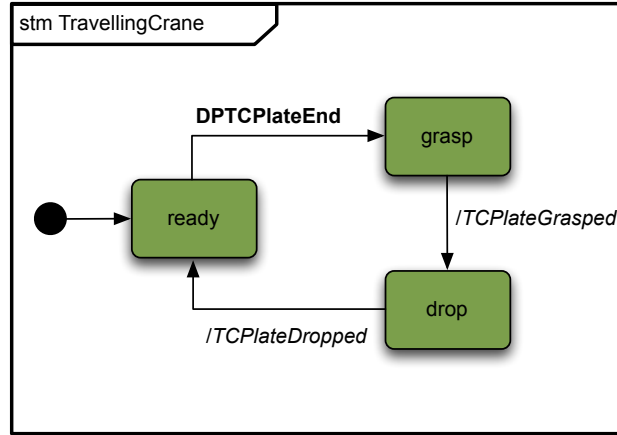 stm TravellingCrane
DPTCPlateEnd
grasp
ready
/TCPlateGrasped
drop
/TCPlateDropped